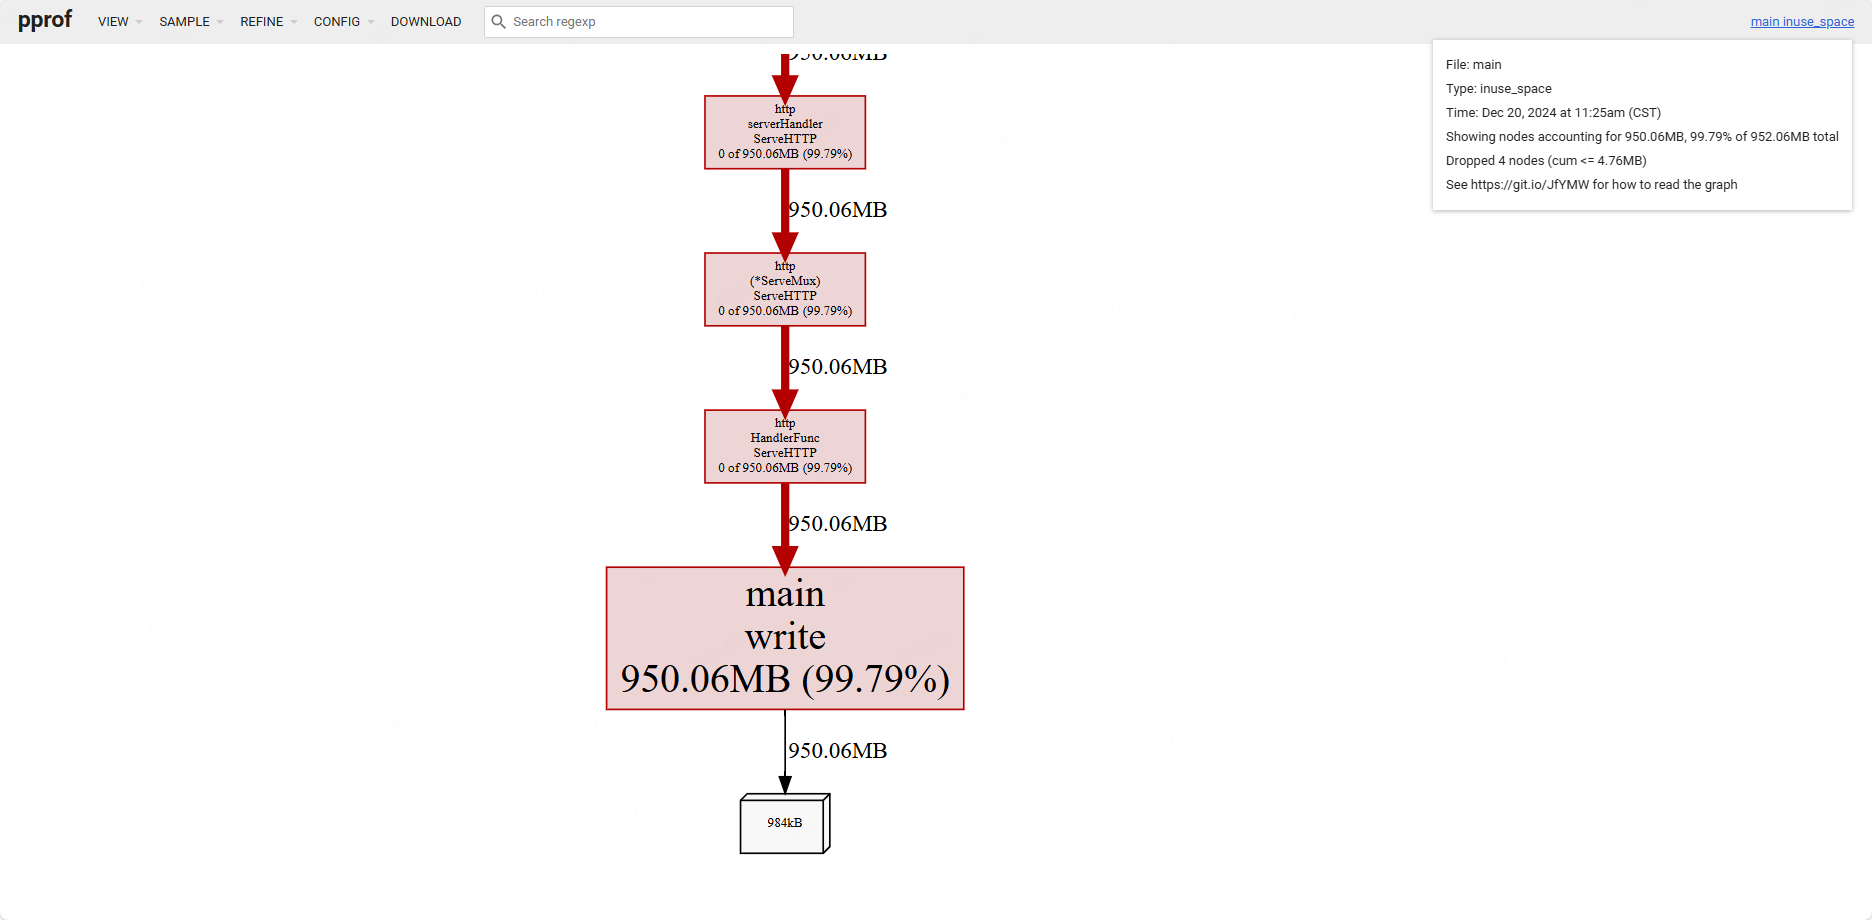 pprof VIEW SAMPLE REFINE CONFIG DOWNLOAD Search regexp main inuse_space
File: main
Type: inuse_space
Time: Dec 20, 2024 at 11:25am (CST)
Showing nodes accounting for 950.06MB, 99.79% of 952.06MB total
Dropped 4 nodes (cum <= 4.76MB)
See https://git.io/JfYMW for how to read the graph
950.06MB
http
serverHandler
ServeHTTP
0 of 950.06MB (99.79%)
950.06MB
http
(*ServeMux)
ServeHTTP
0 of 950.06MB (99.79%)
950.06MB
http
HandlerFunc
ServeHTTP
0 of 950.06MB (99.79%)
950.06MB
main
write
950.06MB (99.79%)
950.06MB
984kB